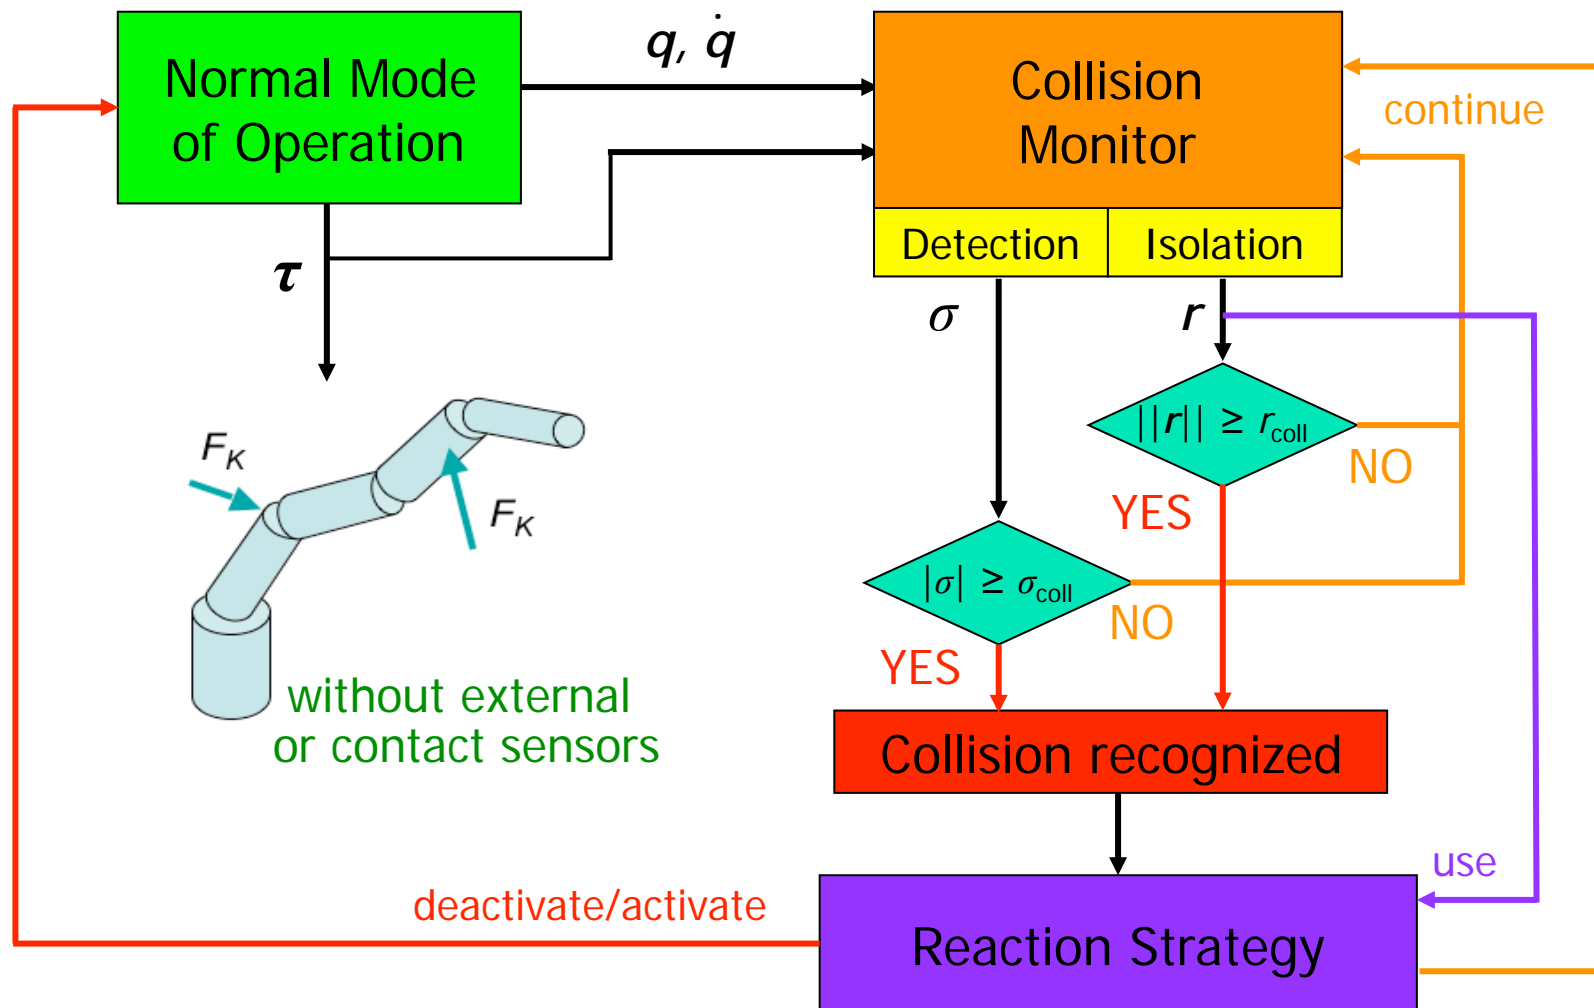 Normal Mode
of Operation
q, q̇
Collision
Monitor
continue
Detection
Isolation
τ
σ
r
||r|| ≥ r_coll
NO
YES
F_K
F_K
|σ| ≥ σ_coll
NO
YES
without external
or contact sensors
Collision recognized
use
deactivate/activate
Reaction Strategy